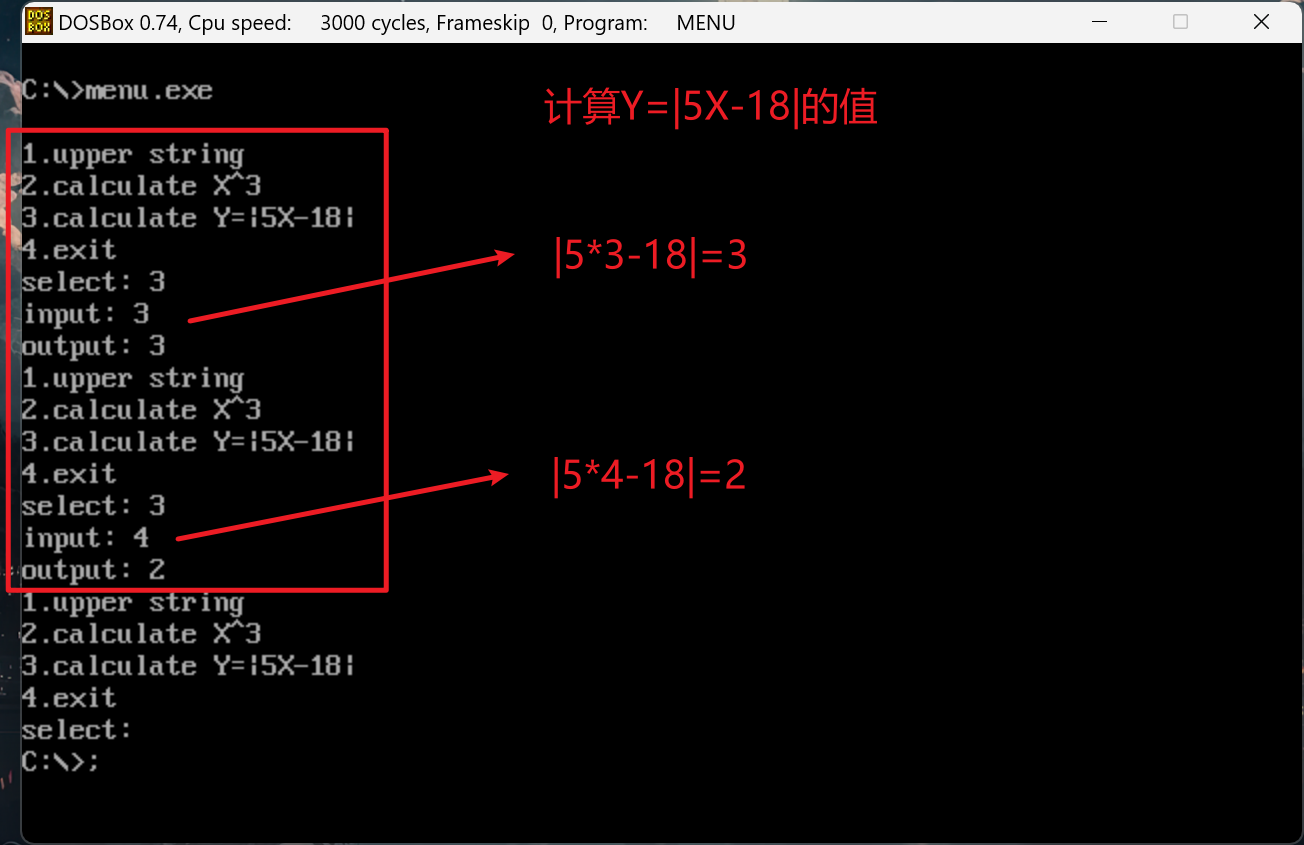 DOS BOX
DOSBox 0.74, Cpu speed: 3000 cycles, Frameskip 0, Program: MENU
C:\>menu.exe
计算Y=|5X-18|的值
1.upper string
2.calculate X^3
3.calculate Y=|5X-18|
4.exit
select: 3
input: 3
output: 3
|5*3-18|=3
1.upper string
2.calculate X^3
3.calculate Y=|5X-18|
4.exit
select: 3
input: 4
output: 2
|5*4-18|=2
1.upper string
2.calculate X^3
3.calculate Y=|5X-18|
4.exit
select:
C:\>;